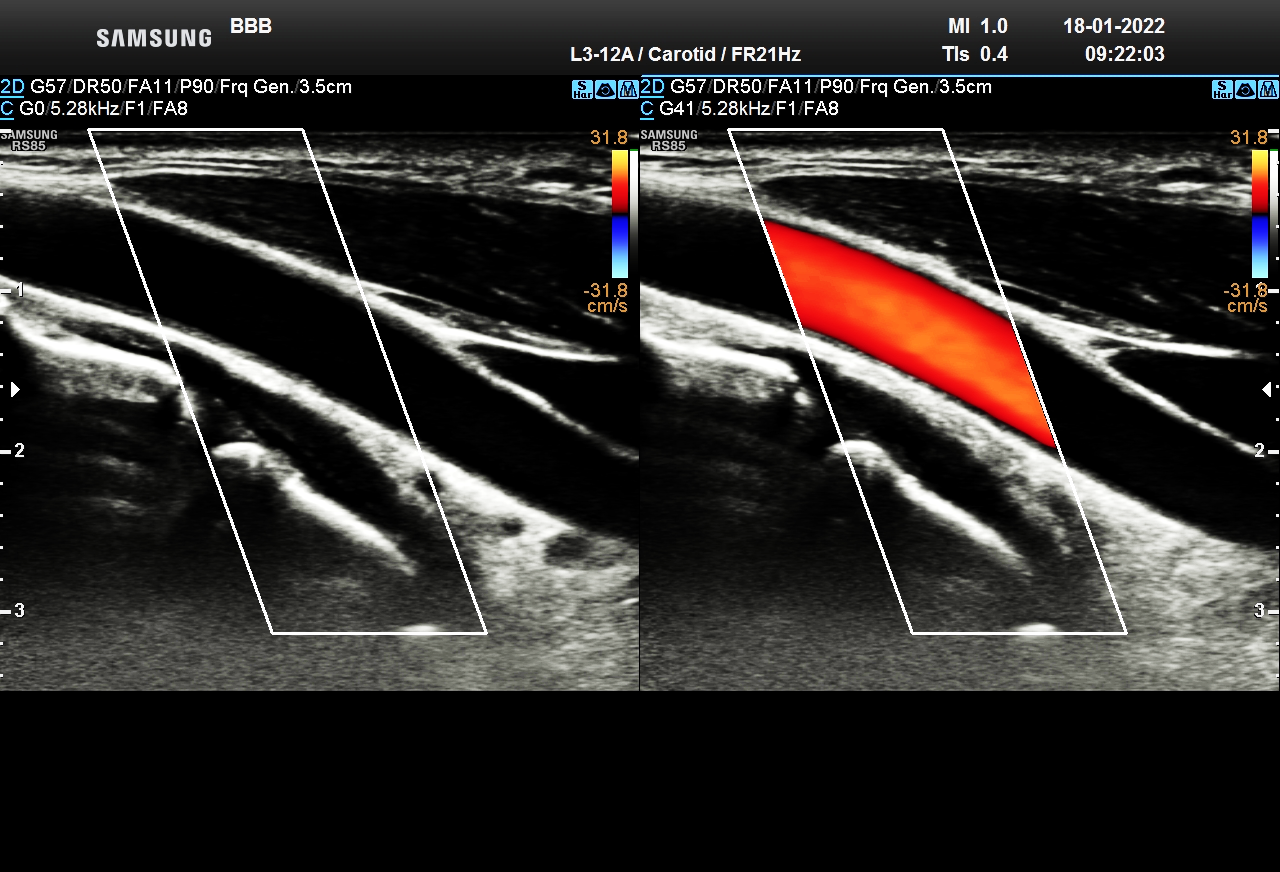 SAMSUNG
BBB
MI 1.0
18-01-2022
L3-12A / Carotid / FR21Hz
TIs 0.4
09:22:03
2D G57/DR50/FA11/P90/Frq Gen./3.5cm
S Har M
C G0/5.28kHz/F1/FA8
SAMSUNG
RS85
31.8
-31.8
cm/s
1
2
3
2D G57/DR50/FA11/P90/Frq Gen./3.5cm
S Har M
C G41/5.28kHz/F1/FA8
SAMSUNG
RS85
31.8
-31.8
cm/s
2
3